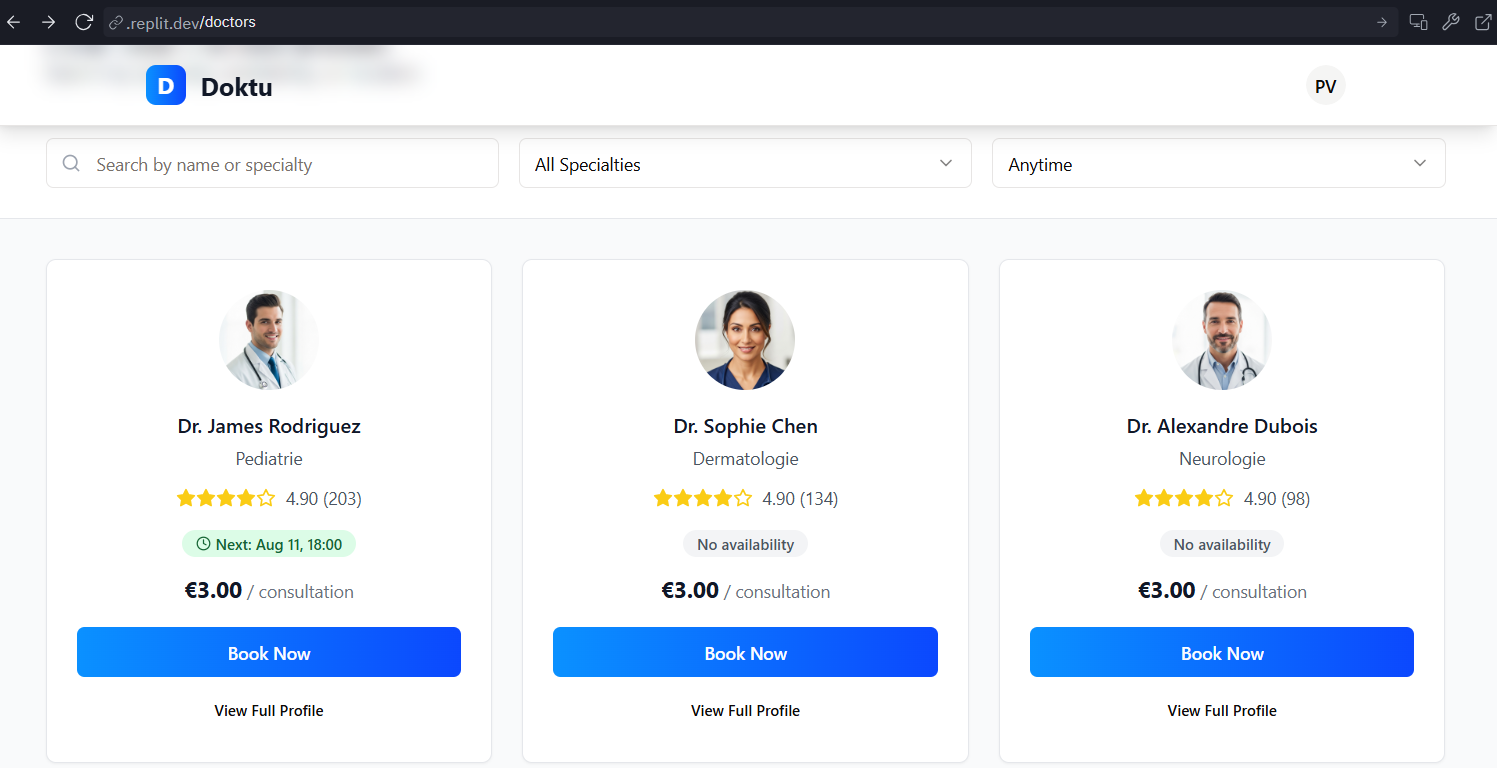 .replit.dev/doctors
D Doktu
PV
Search by name or specialty
All Specialties
Anytime
Dr. James Rodriguez
Pediatrie
4.90 (203)
Next: Aug 11, 18:00
€3.00 / consultation
Book Now
View Full Profile
Dr. Sophie Chen
Dermatologie
4.90 (134)
No availability
€3.00 / consultation
Book Now
View Full Profile
Dr. Alexandre Dubois
Neurologie
4.90 (98)
No availability
€3.00 / consultation
Book Now
View Full Profile